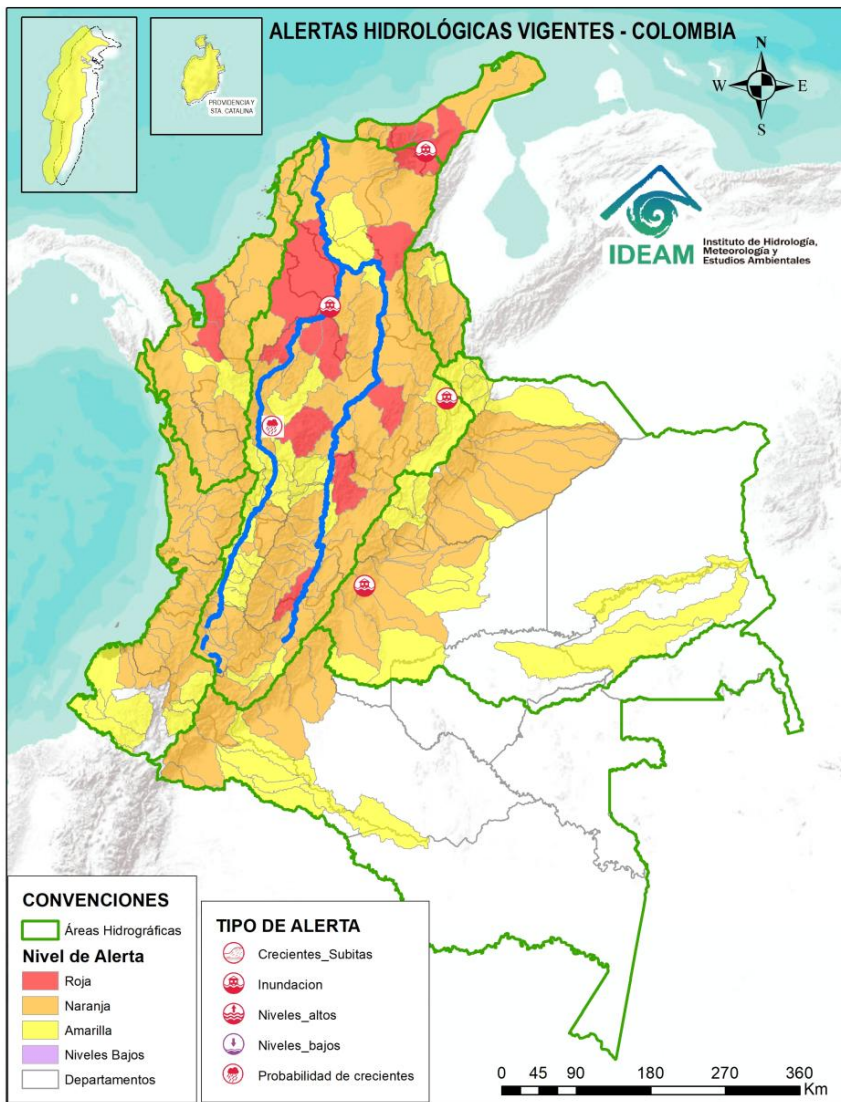 ALERTAS HIDROLÓGICAS VIGENTES - COLOMBIA
PROVIDENCIA Y
STA. CATALINA
N
W
E
S
IDEAM
Instituto de Hidrología,
Meteorología y
Estudios Ambientales
CONVENCIONES
Áreas Hidrográficas
Nivel de Alerta
Roja
Naranja
Amarilla
Niveles Bajos
Departamentos
TIPO DE ALERTA
Crecientes_Subitas
Inundacion
Niveles_altos
Niveles_bajos
Probabilidad de crecientes
0 45 90 180 270 360
Km